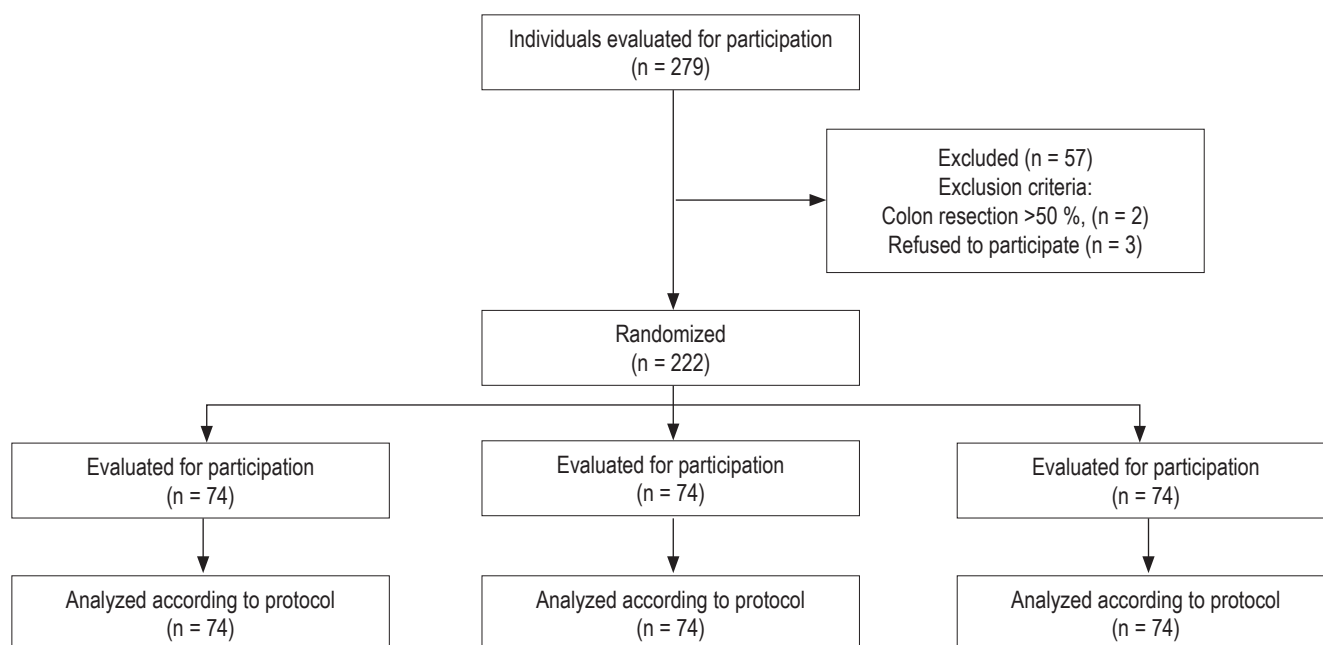 Individuals evaluated for participation
(n = 279)
Excluded (n = 57)
Exclusion criteria:
Colon resection >50 %, (n = 2)
Refused to participate (n = 3)
Randomized
(n = 222)
Evaluated for participation
(n = 74)
Evaluated for participation
(n = 74)
Evaluated for participation
(n = 74)
Analyzed according to protocol
(n = 74)
Analyzed according to protocol
(n = 74)
Analyzed according to protocol
(n = 74)